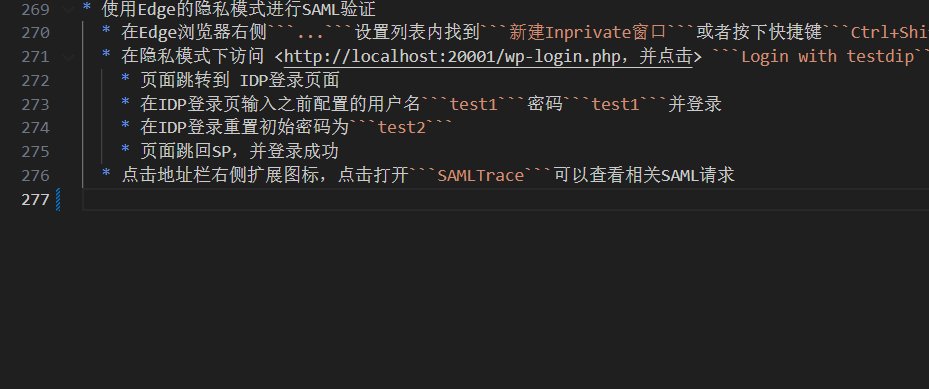 269 * 使用Edge的隐私模式进行SAML验证
270 * 在Edge浏览器右侧```...```设置列表内找到```新建Inprivate窗口```或者按下快捷键```Ctrl+Shi
271 * 在隐私模式下访问 <http://localhost:20001/wp-login.php，并点击> ```Login with testdip``
272 * 页面跳转到 IDP登录页面
273 * 在IDP登录页输入之前配置的用户名```test1```密码```test1```并登录
274 * 在IDP登录重置初始密码为```test2```
275 * 页面跳回SP，并登录成功
276 * 点击地址栏右侧扩展图标，点击打开```SAMLTrace```可以查看相关SAML请求
277